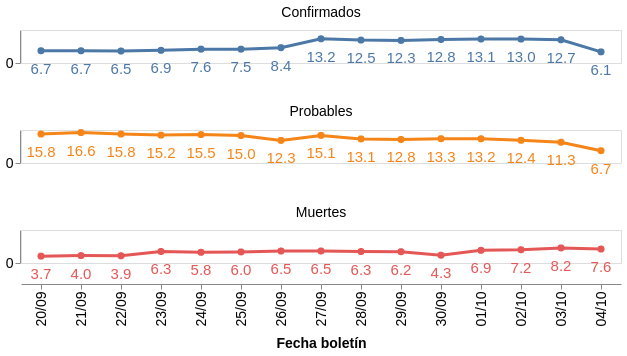 Confirmados
0
6.7 6.7 6.5 6.9 7.6 7.5 8.4 13.2 12.5 12.3 12.8 13.1 13.0 12.7 6.1
Probables
0
15.8 16.6 15.8 15.2 15.5 15.0 12.3 15.1 13.1 12.8 13.3 13.2 12.4 11.3 6.7
Muertes
0
3.7 4.0 3.9 6.3 5.8 6.0 6.5 6.5 6.3 6.2 4.3 6.9 7.2 8.2 7.6
20/09 21/09 22/09 23/09 24/09 25/09 26/09 27/09 28/09 29/09 30/09 01/10 02/10 03/10 04/10
Fecha boletín